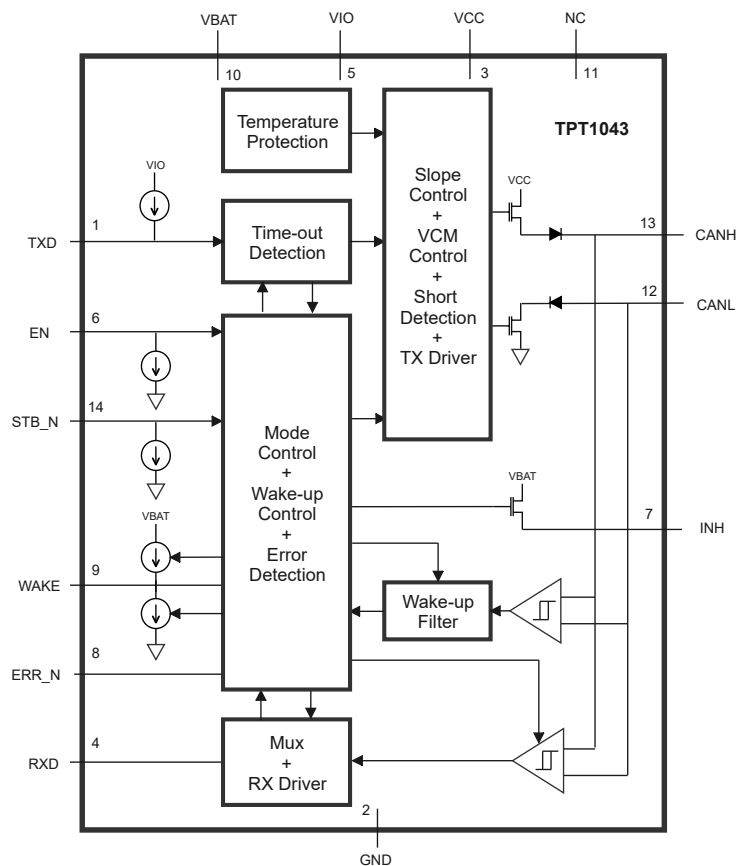 VBAT
VIO
VCC
NC
10
5
3
11
Temperature
Protection
TPT1043
Slope
Control
+
VCM
Control
+
Short
Detection
+
TX Driver
VIO
VCC
1
TXD
Time-out
Detection
13
CANH
12
CANL
6
EN
14
STB_N
Mode
Control
+
Wake-up
Control
+
Error
Detection
VBAT
7
INH
VBAT
9
WAKE
Wake-up
Filter
8
ERR_N
4
RXD
Mux
+
RX Driver
2
GND